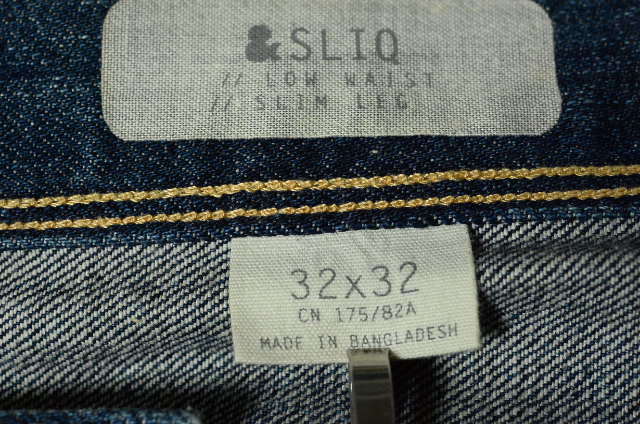 &SLIQ
// LOW WAIST
// SLIM LEG
32x32
CN 175/82A
MADE IN BANGLADESH